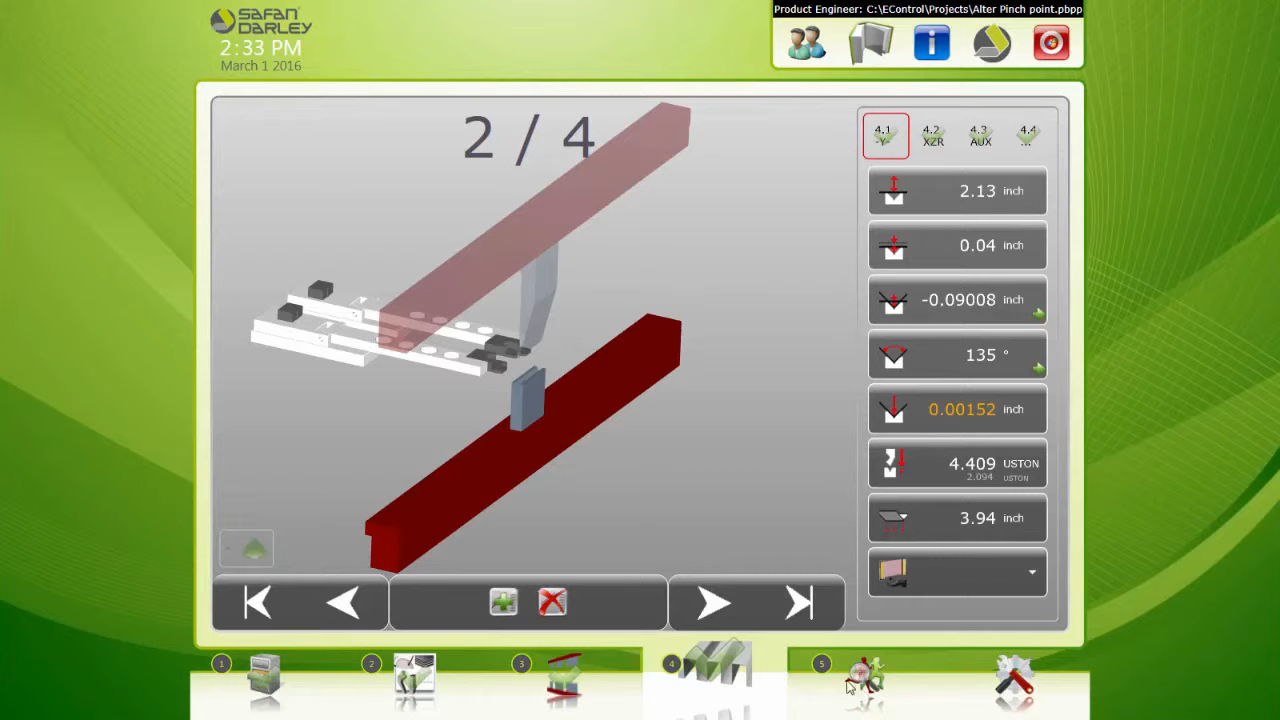 SAFAN
DARLEY
2:33 PM
March 1 2016
Product Engineer: C:\EControl\Projects\Alter Pinch point.pbpp
2 / 4
4.1
-Y-
4.2
XZR
4.3
AUX
4.4
...
2.13 inch
0.04 inch
-0.09008 inch
135 °
0.00152 inch
4.409 USTON
2.094 USTON
3.94 inch
1
2
3
4
5